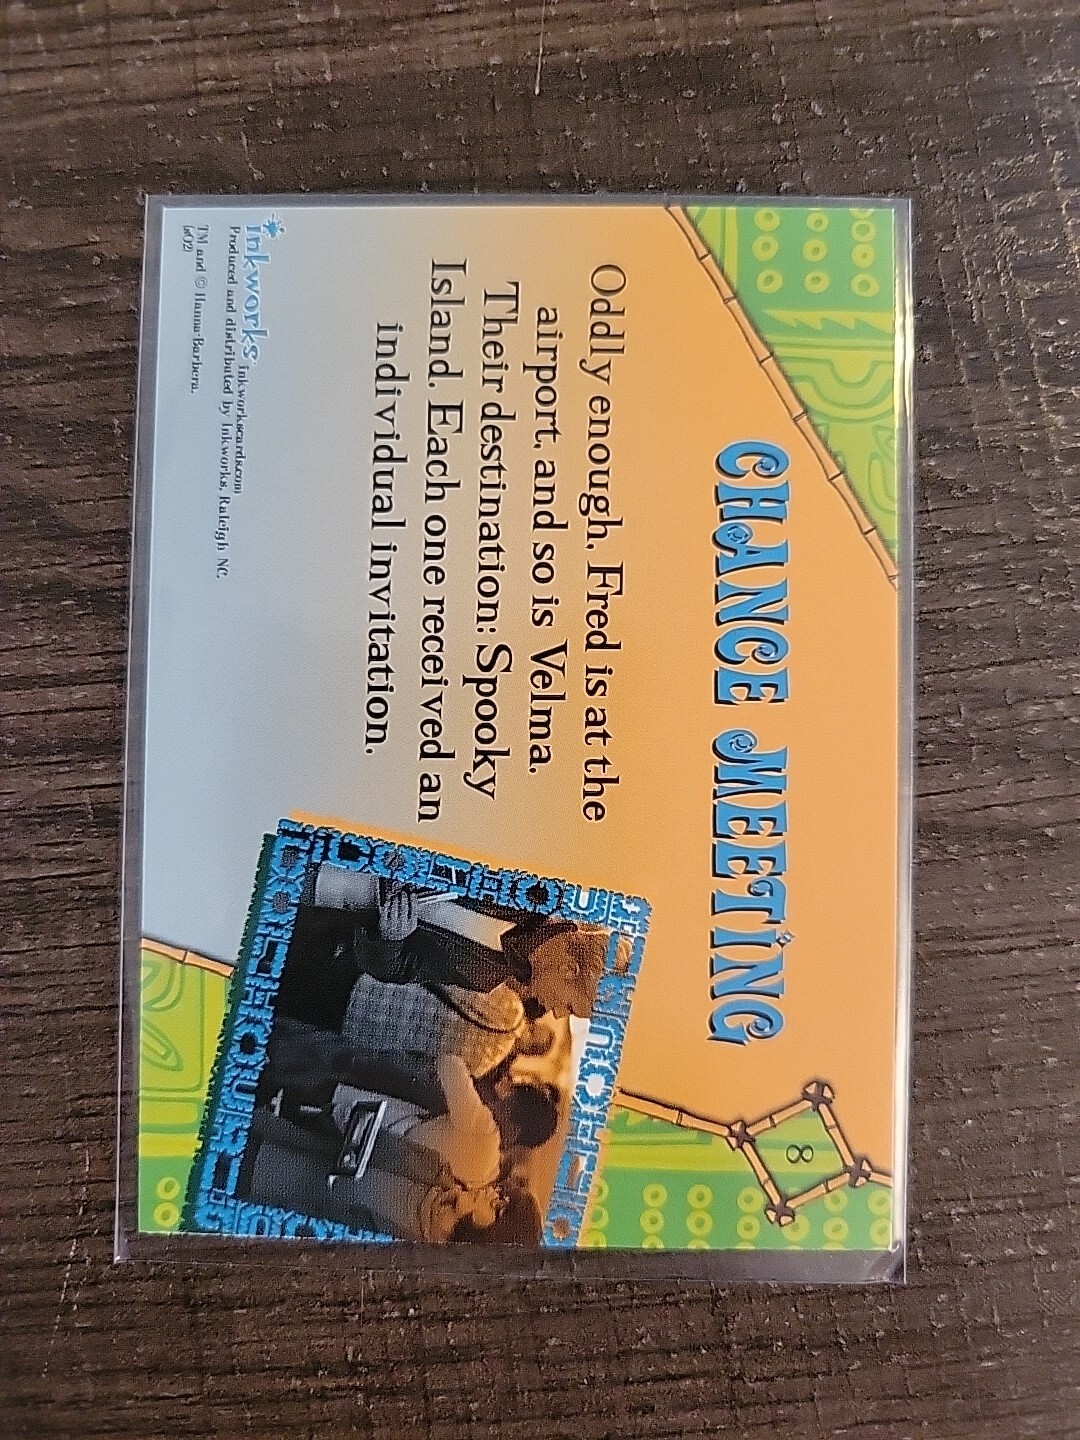 CHANCE MEETING
8
Oddly enough, Fred is at the
airport, and so is Velma.
Their destination: Spooky
Island. Each one received an
individual invitation.
inkworks inkworkscards.com
Produced and distributed by Inkworks, Raleigh NC.
TM and © Hanna-Barbera.
(s02)